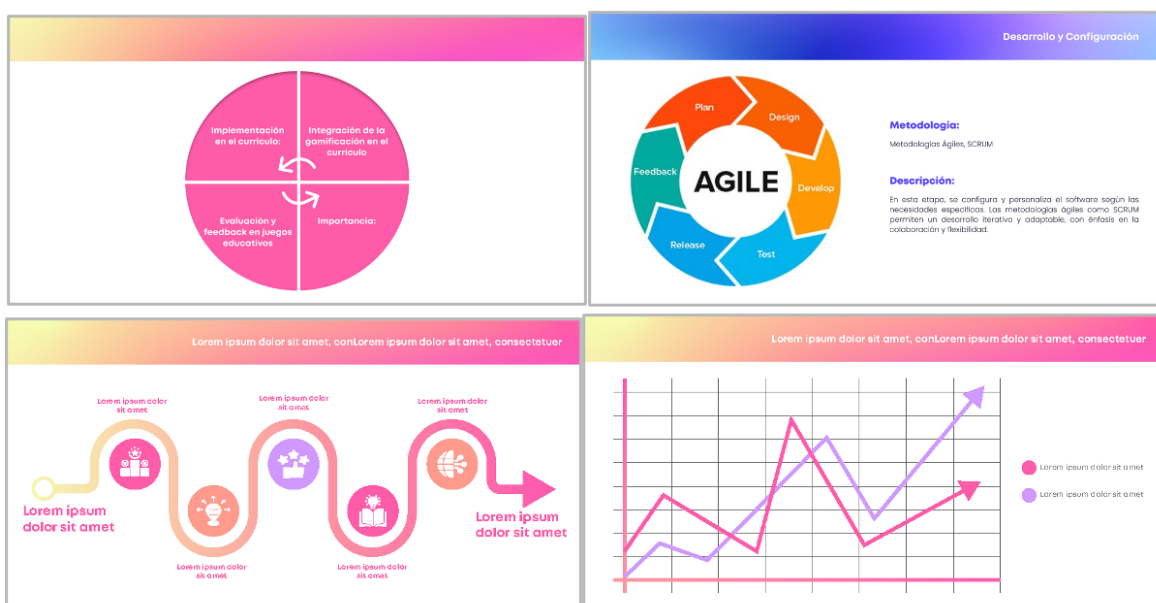 Implementación
en el currículo:
Integración de la
gamificación en el
currículo
Evaluación y
feedback en juegos
educativos
Importancia:
Desarrollo y Configuración
Plan
Design
Develop
Test
Release
Feedback
AGILE
Metodología:
Metodologías Ágiles, SCRUM
Descripción:
En esta etapa, se configura y personaliza el software según las
necesidades específicas. Las metodologías ágiles como SCRUM
permiten un desarrollo iterativo y adaptable, con énfasis en la
colaboración y flexibilidad.
Lorem ipsum dolor sit amet, conLorem ipsum dolor sit amet, consectetuer
Lorem ipsum dolor
sit amet
Lorem ipsum dolor
sit amet
Lorem ipsum dolor
sit amet
Lorem ipsum
dolor sit amet
Lorem ipsum
dolor sit amet
Lorem ipsum dolor
sit amet
Lorem ipsum dolor
sit amet
Lorem ipsum dolor sit amet, conLorem ipsum dolor sit amet, consectetuer
Lorem ipsum dolor sit amet
Lorem ipsum dolor sit amet